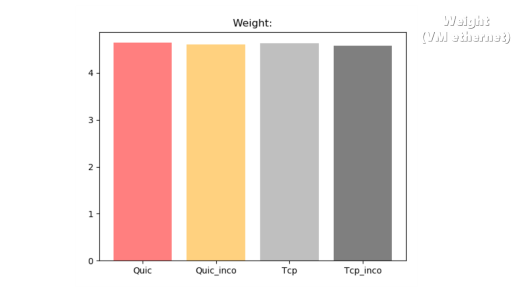 Weight:
Weight
(VM ethernet)
4
3
2
1
0
Quic
Quic_inco
Tcp
Tcp_inco